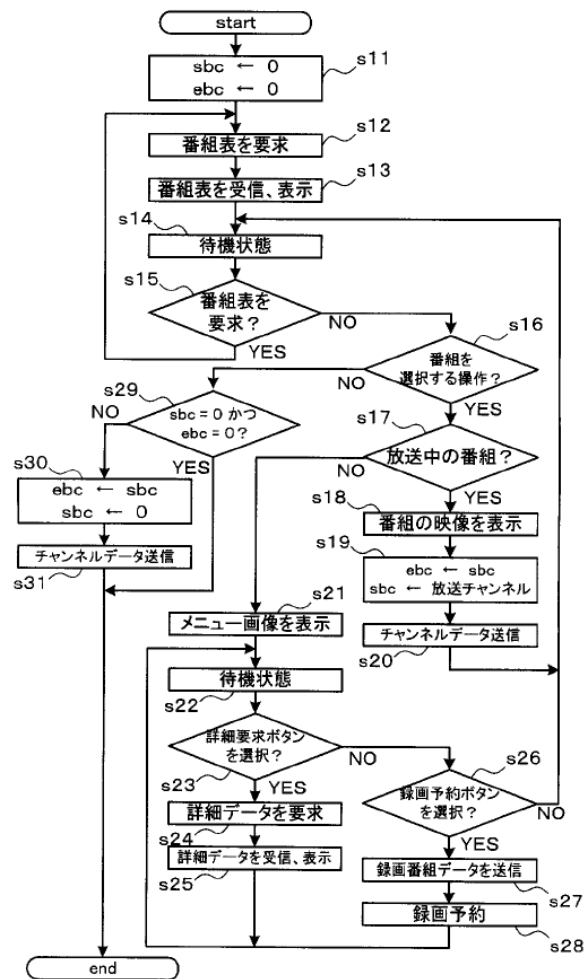 start
s11
sbc ← 0
ebc ← 0
s12
番組表を要求
s13
番組表を受信、表示
s14
待機状態
s15
番組表を
要求？
NO
YES
s16
番組を
選択する操作？
NO
YES
s29
sbc＝0 かつ
ebc＝0？
NO
YES
s17
放送中の番組？
NO
YES
s30
ebc ← sbc
sbc ← 0
s18
番組の映像を表示
s31
チャンネルデータ送信
s19
ebc ← sbc
sbc ← 放送チャンネル
s21
メニュー画像を表示
チャンネルデータ送信
s20
待機状態
s22
詳細要求ボタン
を選択？
NO
s23
YES
s26
録画予約ボタン
を選択？
NO
YES
詳細データを要求
s24
詳細データを受信、表示
s25
録画番組データを送信
s27
録画予約
s28
end